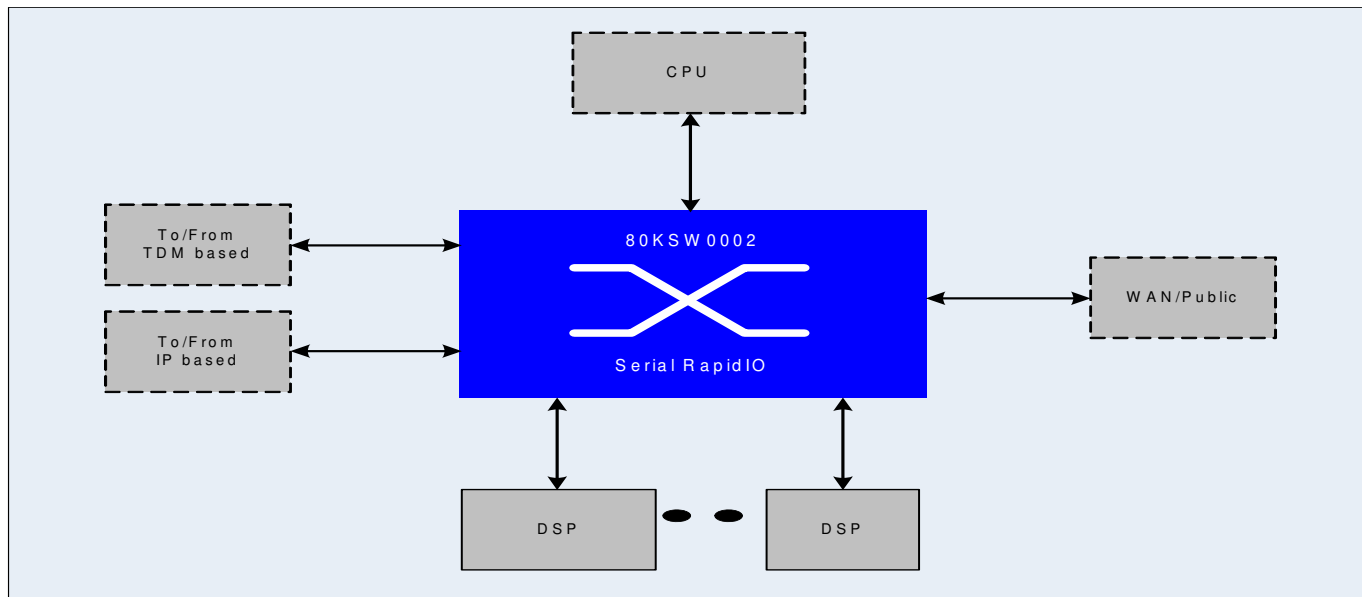 CPU
To/From
TDM based
80KSW0002
WAN/Public
To/From
IP based
Serial RapidIO
DSP
DSP